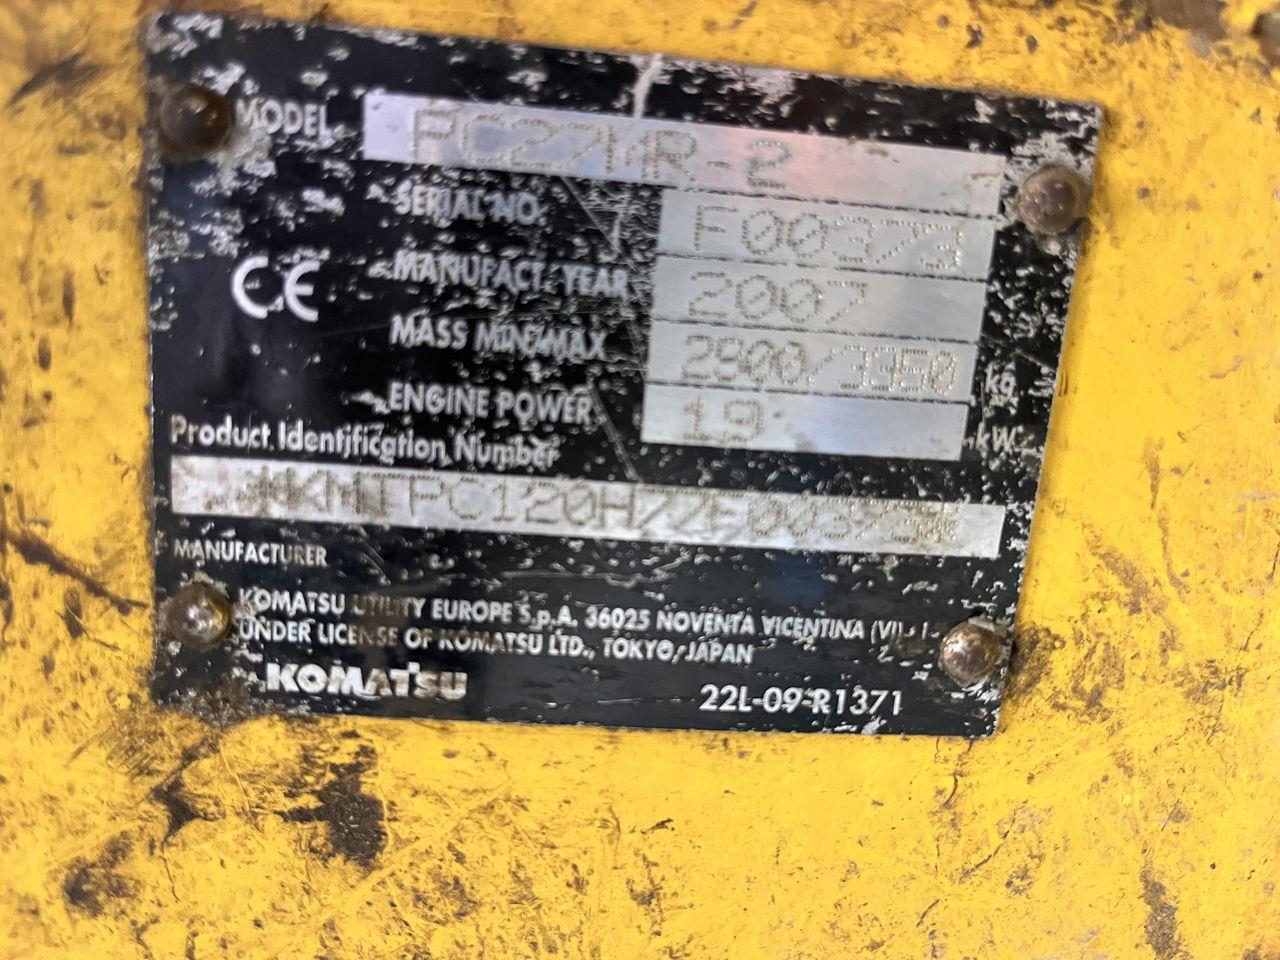 MODEL PC27MR-2
SERIAL NO. F00373
MANUFACT. YEAR 2007
CE
MASS MIN/MAX 2900/3350 kg
ENGINE POWER 19 kW
Product Identification Number
MANUFACTURER
KOMATSU UTILITY EUROPE S.p.A. 36025 NOVENTA VICENTINA (VI) - I
UNDER LICENSE OF KOMATSU LTD., TOKYO, JAPAN
KOMATSU 22L-09-R1371